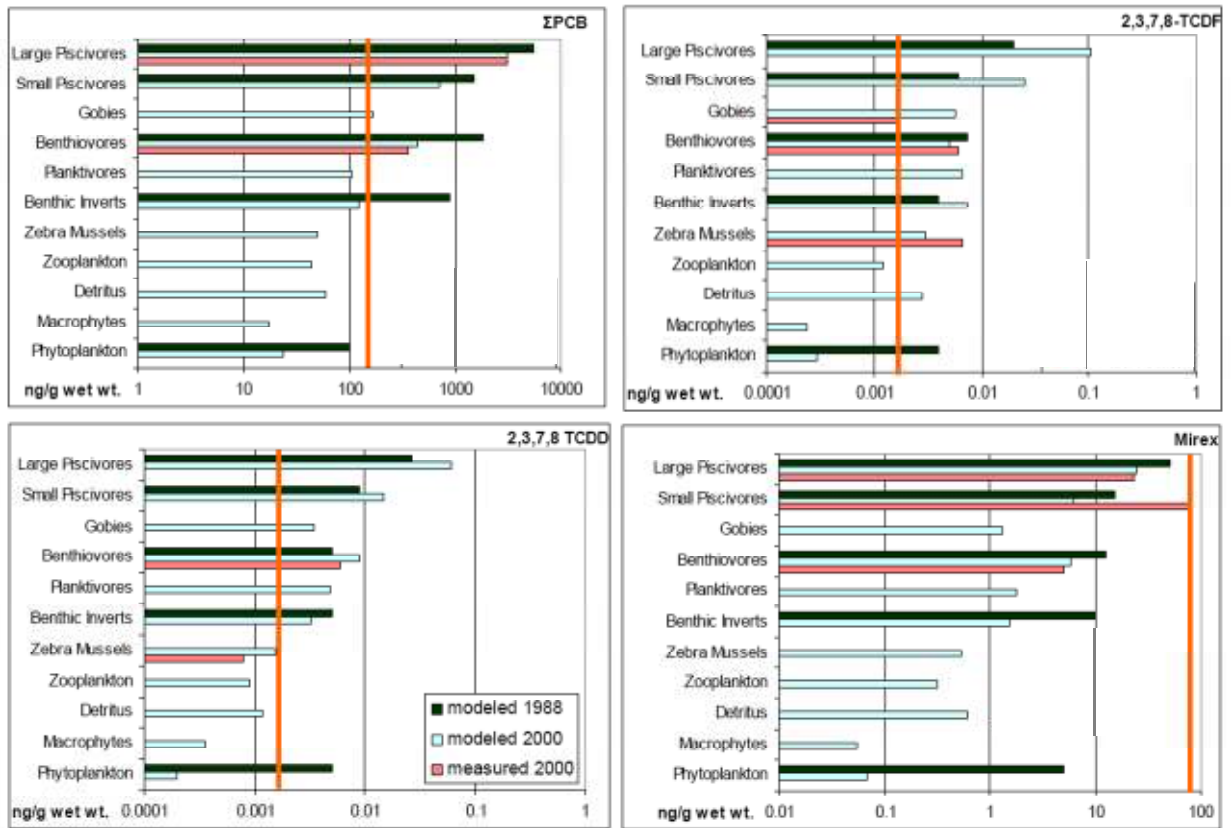 ΣPCB
Large Piscivores
Small Piscivores
Gobies
Benthiovores
Planktivores
Benthic Inverts
Zebra Mussels
Zooplankton
Detritus
Macrophytes
Phytoplankton
ng/g wet wt. 1 10 100 1000 10000
2,3,7,8-TCDF
Large Piscivores
Small Piscivores
Gobies
Benthiovores
Planktivores
Benthic Inverts
Zebra Mussels
Zooplankton
Detritus
Macrophytes
Phytoplankton
ng/g wet wt. 0.0001 0.001 0.01 0.1 1
2,3,7,8 TCDD
Large Piscivores
Small Piscivores
Gobies
Benthiovores
Planktivores
Benthic Inverts
Zebra Mussels
Zooplankton
Detritus
Macrophytes
Phytoplankton
modeled 1988
modeled 2000
measured 2000
ng/g wet wt. 0.0001 0.001 0.01 0.1 1
Mirex
Large Piscivores
Small Piscivores
Gobies
Benthiovores
Planktivores
Benthic Inverts
Zebra Mussels
Zooplankton
Detritus
Macrophytes
Phytoplankton
ng/g wet wt. 0.01 0.1 1 10 100